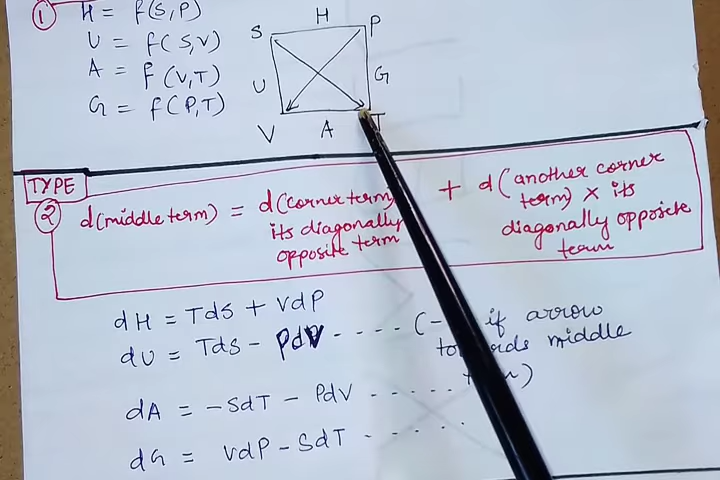 ① H = f(S,P)
U = f(S,V)
A = f(V,T)
G = f(P,T)
S H P
U G
V A T
TYPE
② d(middle term) = d(corner term) + d(another corner
its diagonally term) × its
opposite term diagonally opposite
term
dH = TdS + VdP
dU = TdS - PdV - - - - (- if arrow
towards middle
dA = -SdT - PdV - - - - -
dG = VdP - SdT - - - - -